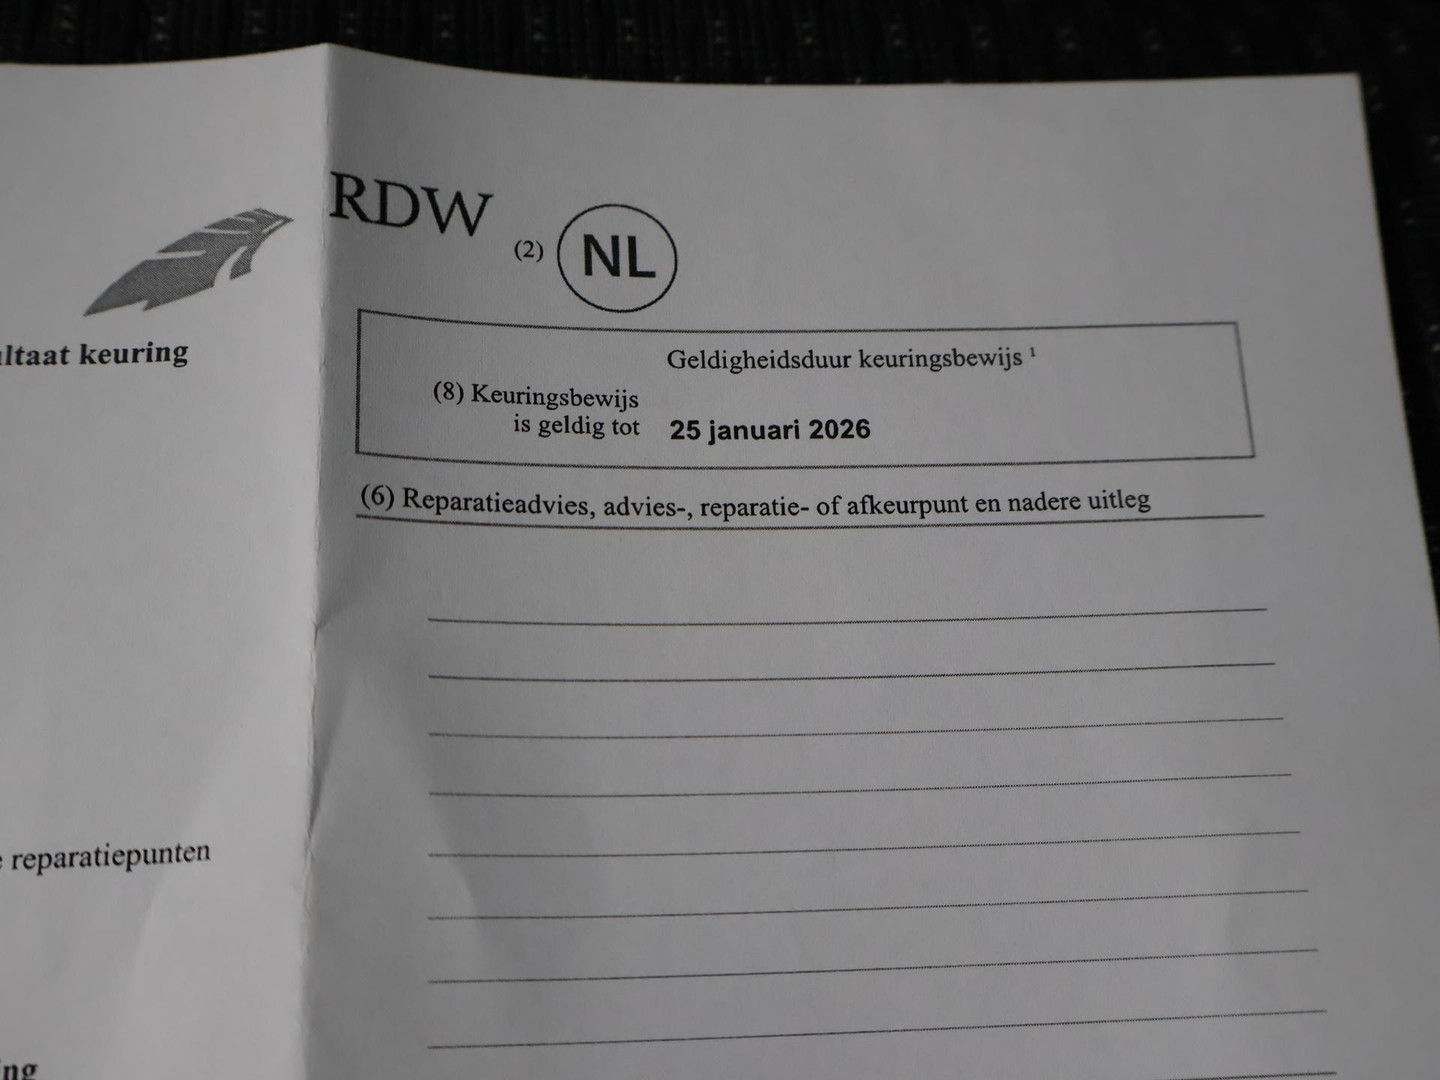 RDW
(2) NL
ltaat keuring
Geldigheidsduur keuringsbewijs ¹
(8) Keuringsbewijs
is geldig tot 25 januari 2026
(6) Reparatieadvies, advies-, reparatie- of afkeurpunt en nadere uitleg
reparatiepunten
ng